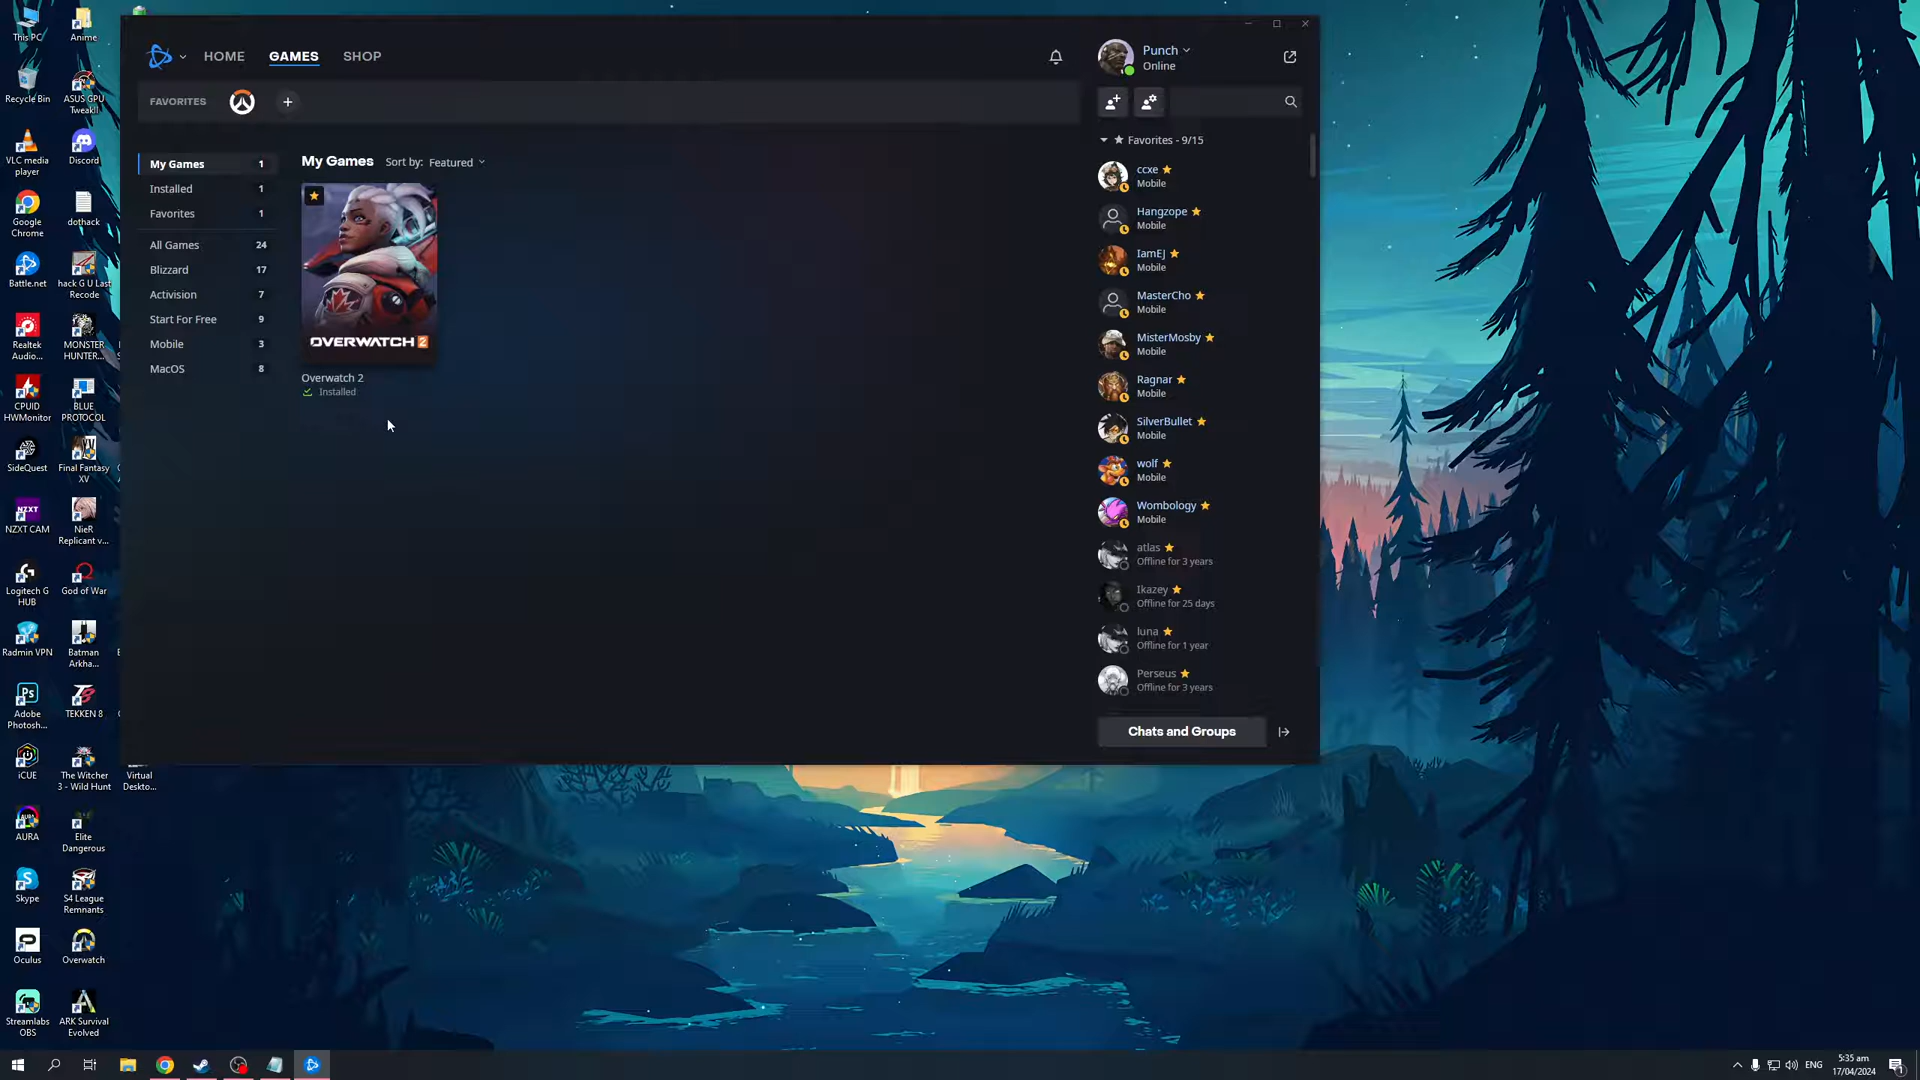 This PC
Anime
Recycle Bin
ASUS GPU
TweakII
VLC media
player
Discord
Google
Chrome
dothack
Battle.net
hack G U Last
Recode
Realtek
Audio...
MONSTER
HUNTER...
CPUID
HWMonitor
BLUE
PROTOCOL
SideQuest
Final Fantasy
XV
NZXT
NZXT CAM
NieR
Replicant v...
Logitech G
HUB
God of War
Radmin VPN
Batman
Arkha...
Ps
Adobe
Photosh...
TEKKEN 8
iCUE
The Witcher
3 - Wild Hunt
Virtual
Deskto...
AURA
Elite
Dangerous
Skype
S4 League
Remnants
Oculus
Overwatch
Streamlabs
OBS
ARK Survival
Evolved
HOME
GAMES
SHOP
FAVORITES
My Games 1
Installed 1
Favorites 1
All Games 24
Blizzard 17
Activision 7
Start For Free 9
Mobile 3
MacOS 8
My Games
Sort by: Featured
OVERWATCH 2
Overwatch 2
Installed
Punch
Online
Favorites - 9/15
ccxe
Mobile
Hangzope
Mobile
IamEJ
Mobile
MasterCho
Mobile
MisterMosby
Mobile
Ragnar
Mobile
SilverBullet
Mobile
wolf
Mobile
Wombology
Mobile
atlas
Offline for 3 years
Ikazey
Offline for 25 days
luna
Offline for 1 year
Perseus
Offline for 3 years
Chats and Groups
ENG
5:35 am
17/04/2024